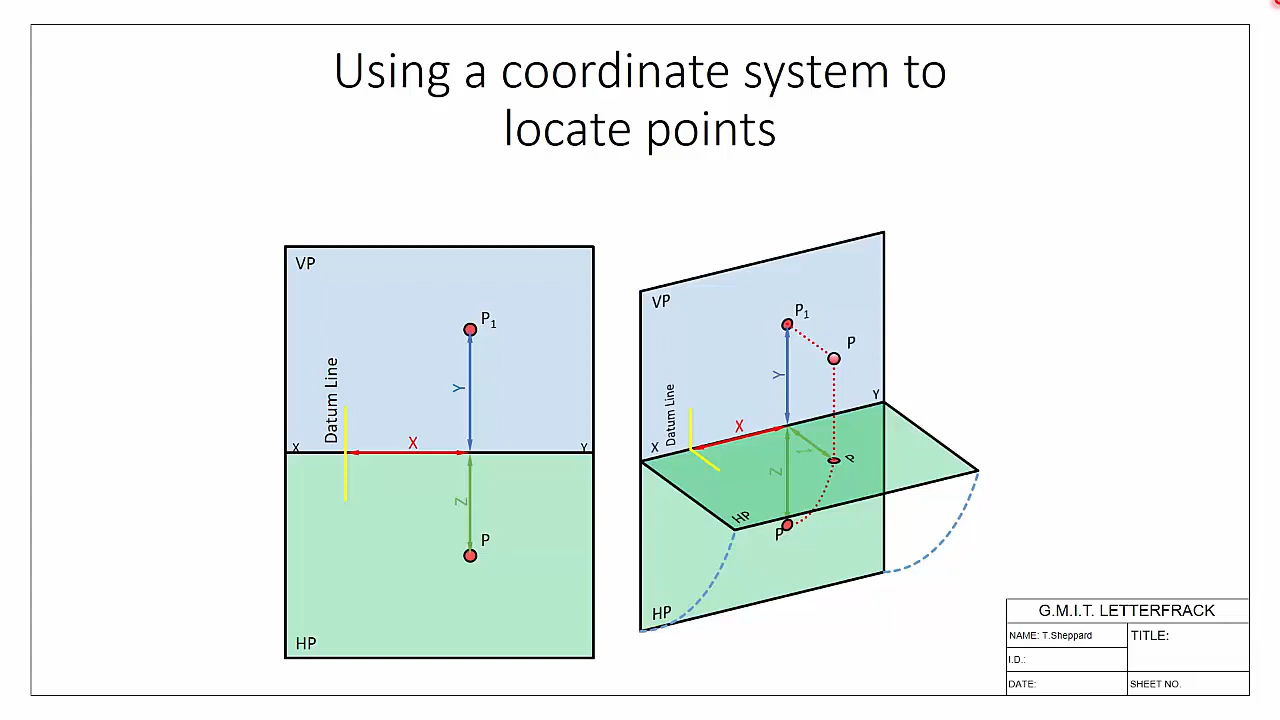 Using a coordinate system to
locate points
VP
P1
Y
Datum Line
X
X
Y
Z
P
HP
VP
P1
P
Y
Datum Line
X
Y
X
Z
P
HP
P
HP
G.M.I.T. LETTERFRACK
NAME: T.Sheppard
TITLE:
I.D.:
DATE:
SHEET NO.